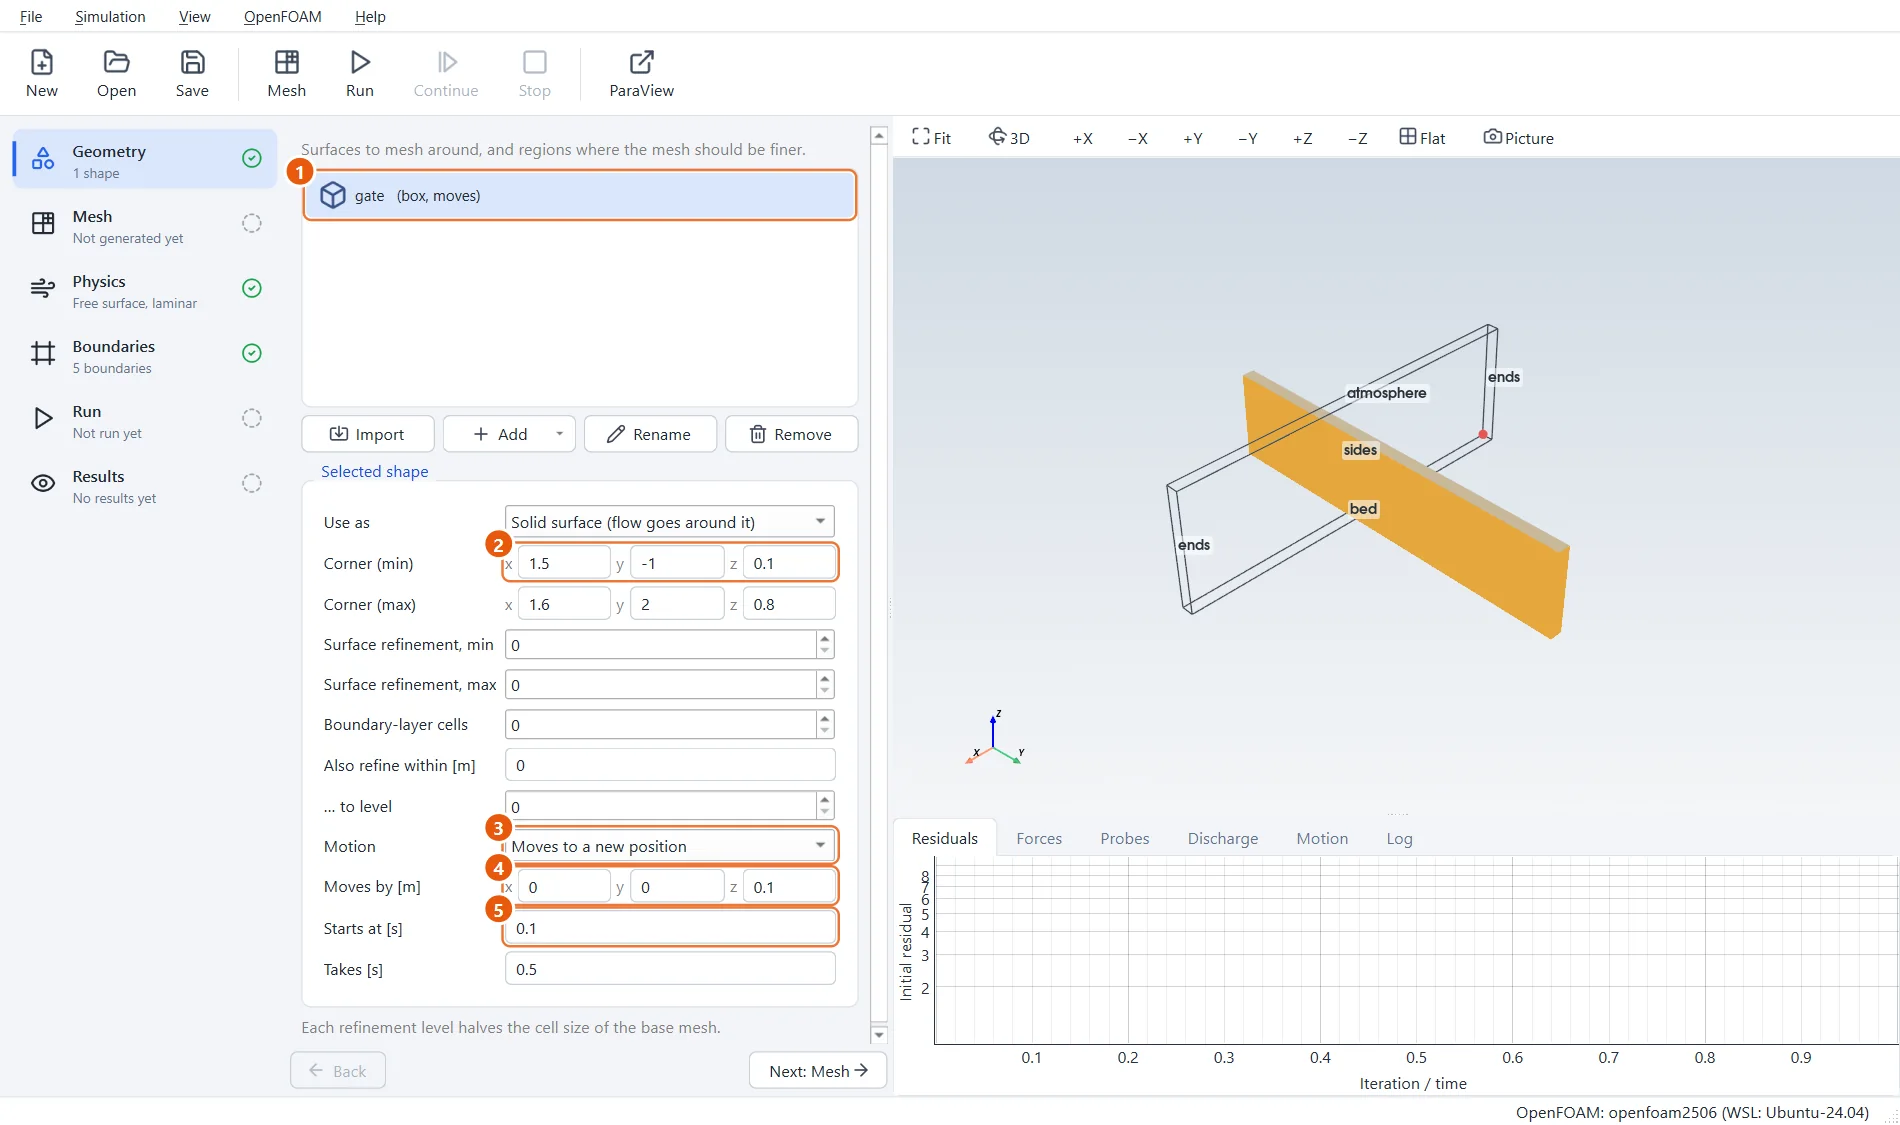 File Simulation View OpenFOAM Help
New Open Save Mesh Run Continue Stop ParaView
Geometry
1 shape
Mesh
Not generated yet
Physics
Free surface, laminar
Boundaries
5 boundaries
Run
Not run yet
Results
No results yet
Surfaces to mesh around, and regions where the mesh should be finer.
1
gate (box, moves)
Import Add Rename Remove
Selected shape
Use as Solid surface (flow goes around it)
2
Corner (min) x 1.5 y -1 z 0.1
Corner (max) x 1.6 y 2 z 0.8
Surface refinement, min 0
Surface refinement, max 0
Boundary-layer cells 0
Also refine within [m] 0
... to level 0
3
Motion Moves to a new position
4
Moves by [m] x 0 y 0 z 0.1
5
Starts at [s] 0.1
Takes [s] 0.5
Each refinement level halves the cell size of the base mesh.
Back Next: Mesh
Fit 3D +X −X +Y −Y +Z −Z Flat Picture
ends
atmosphere
sides
bed
ends
Z
X Y
Residuals Forces Probes Discharge Motion Log
8
7
6
5
4
3
2
Initial residual
0.1 0.2 0.3 0.4 0.5 0.6 0.7 0.8 0.9
Iteration / time
OpenFOAM: openfoam2506 (WSL: Ubuntu-24.04)